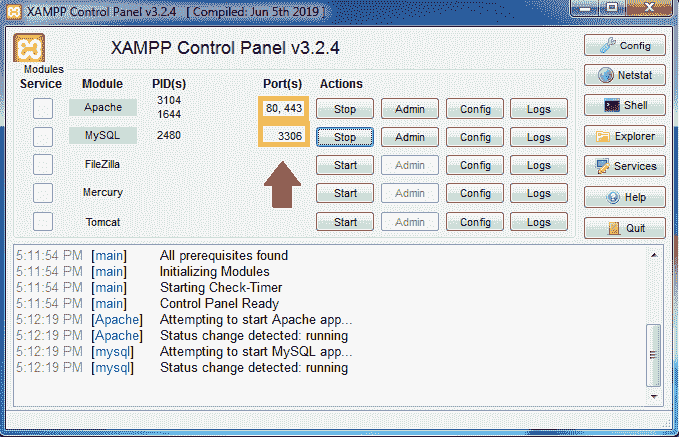 XAMPP Control Panel v3.2.4 [ Compiled: Jun 5th 2019 ]
XAMPP Control Panel v3.2.4
Config
Modules
Service Module PID(s) Port(s) Actions
Netstat
Apache 3104 1644 80, 443 Stop Admin Config Logs
Shell
MySQL 2480 3306 Stop Admin Config Logs
Explorer
FileZilla Start Admin Config Logs
Services
Mercury Start Admin Config Logs
Help
Tomcat Start Admin Config Logs
Quit
5:11:54 PM [main] All prerequisites found
5:11:54 PM [main] Initializing Modules
5:11:54 PM [main] Starting Check-Timer
5:11:54 PM [main] Control Panel Ready
5:12:19 PM [Apache] Attempting to start Apache app...
5:12:19 PM [Apache] Status change detected: running
5:12:19 PM [mysql] Attempting to start MySQL app...
5:12:19 PM [mysql] Status change detected: running